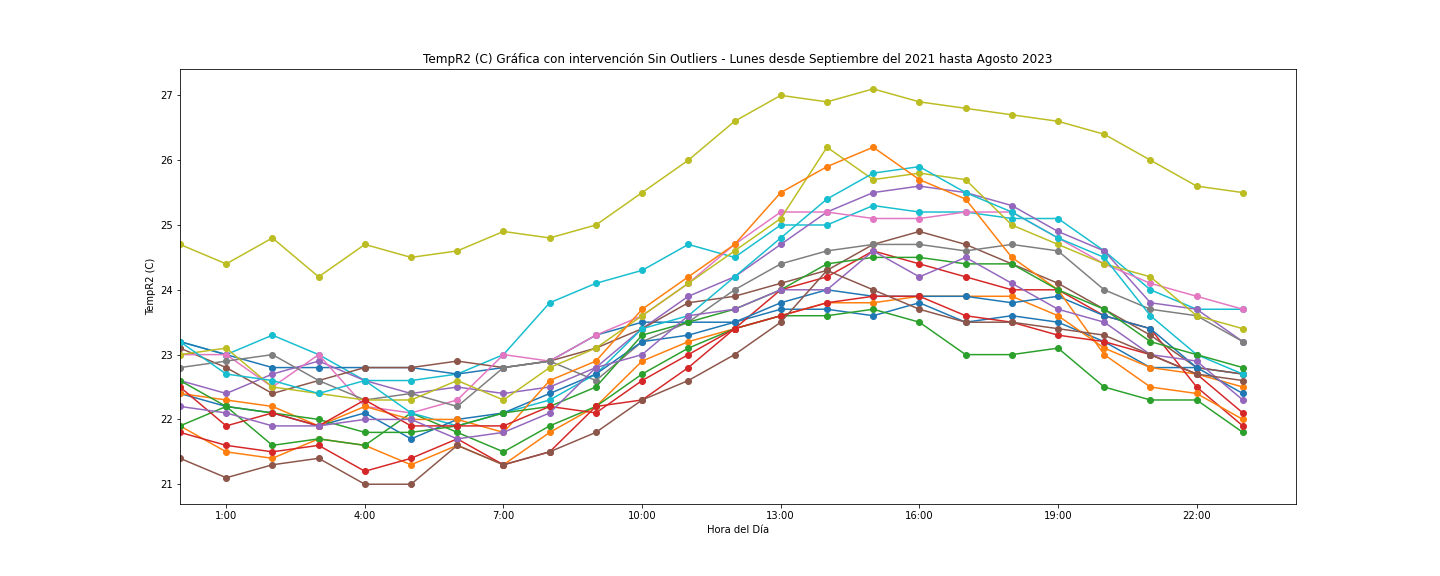 TempR2 (C) Gráfica con intervención Sin Outliers - Lunes desde Septiembre del 2021 hasta Agosto 2023
27
26
25
24
23
22
21
TempR2 (C)
1:00 4:00 7:00 10:00 13:00 16:00 19:00 22:00
Hora del Día